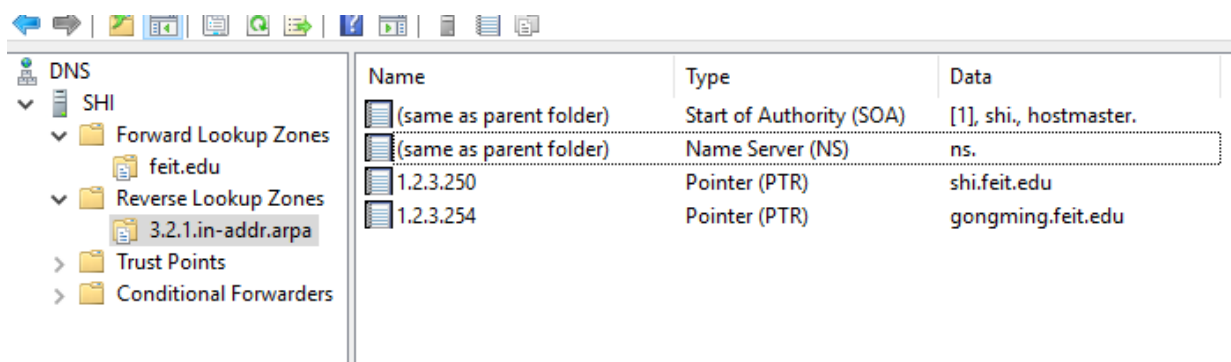 DNS
SHI
Forward Lookup Zones
feit.edu
Reverse Lookup Zones
3.2.1.in-addr.arpa
Trust Points
Conditional Forwarders
Name Type Data
(same as parent folder) Start of Authority (SOA) [1], shi., hostmaster.
(same as parent folder) Name Server (NS) ns.
1.2.3.250 Pointer (PTR) shi.feit.edu
1.2.3.254 Pointer (PTR) gongming.feit.edu